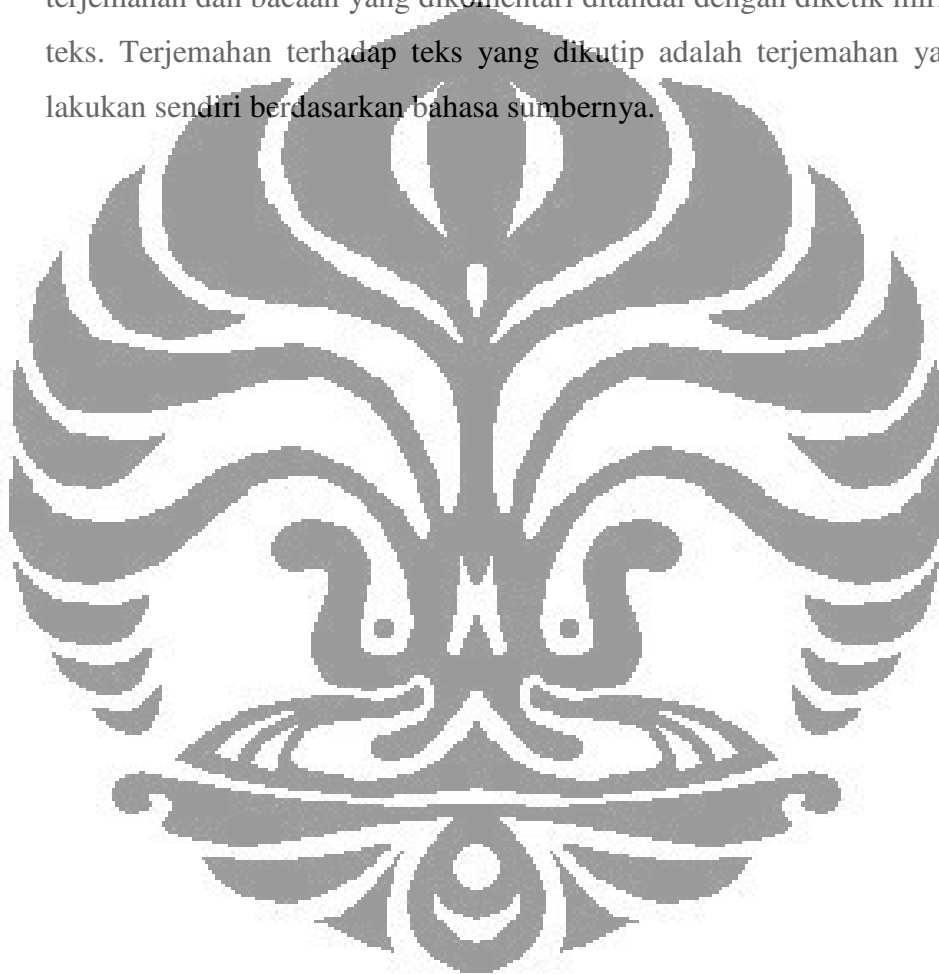 terjemahan dan bacaan yang dikomentari ditandai dengan diketik
teks. Terjemahan terhadap teks yang dikutip adalah terjemahan
lakukan sendiri berdasarkan bahasa sumbernya.